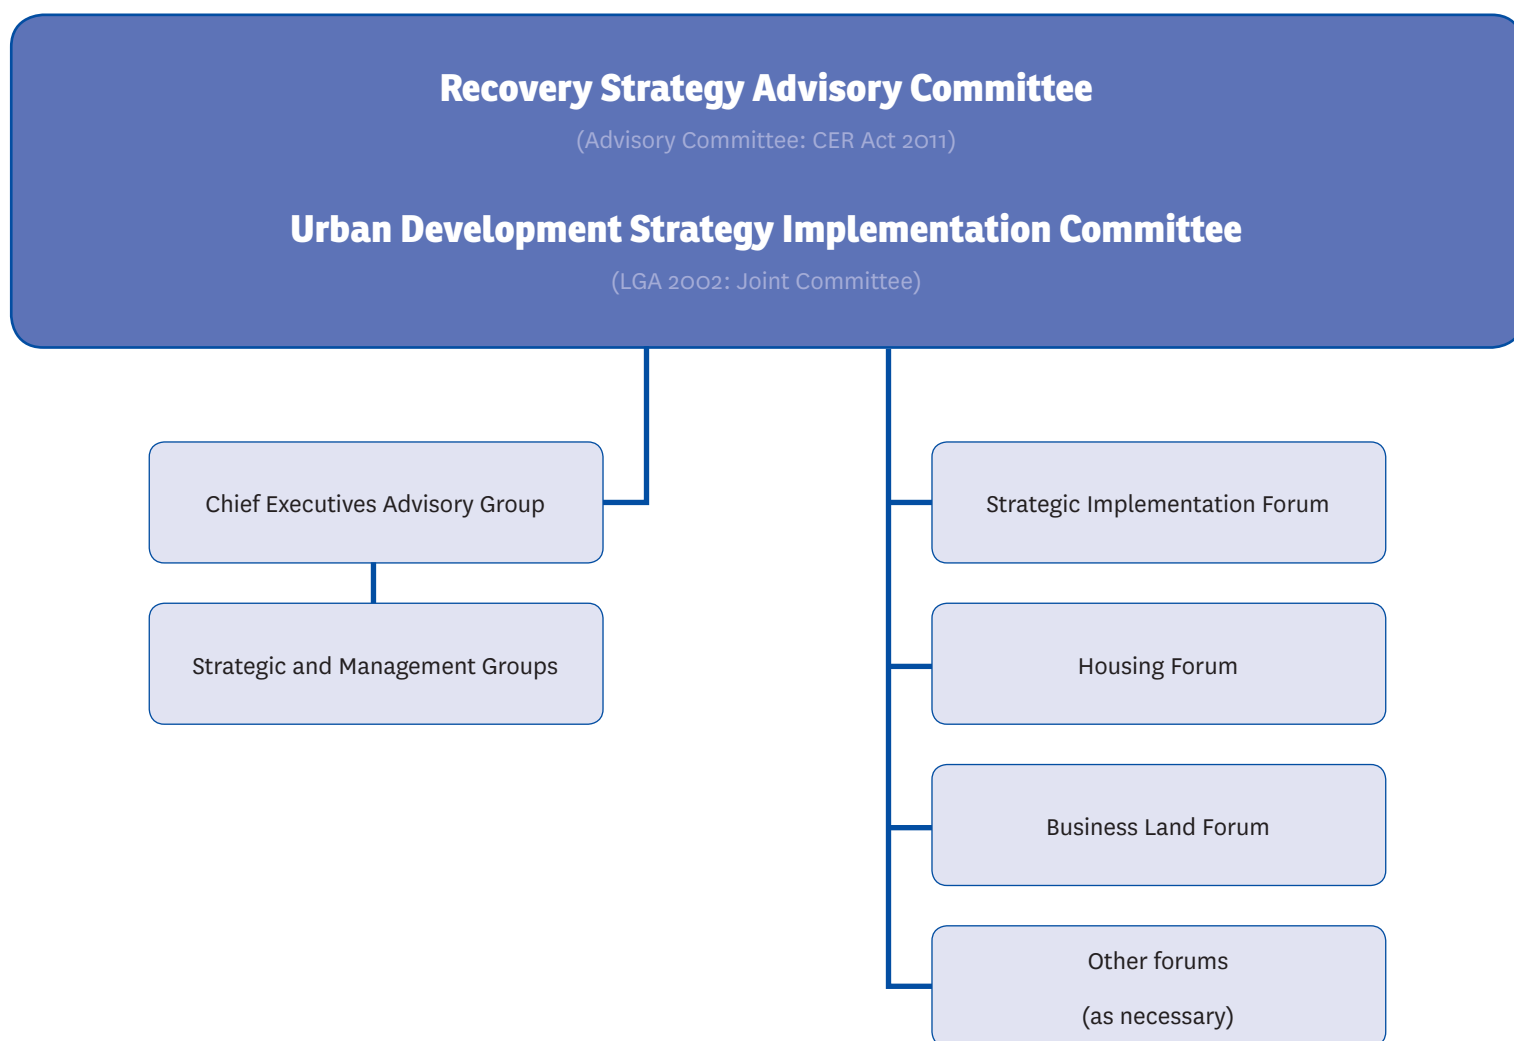 Recovery Strategy Advisory Committee
(Advisory Committee: CER Act 2011)
Urban Development Strategy Implementation Committee
(LGA 2002: Joint Committee)
Chief Executives Advisory Group
Strategic and Management Groups
Strategic Implementation Forum
Housing Forum
Business Land Forum
Other forums
(as necessary)